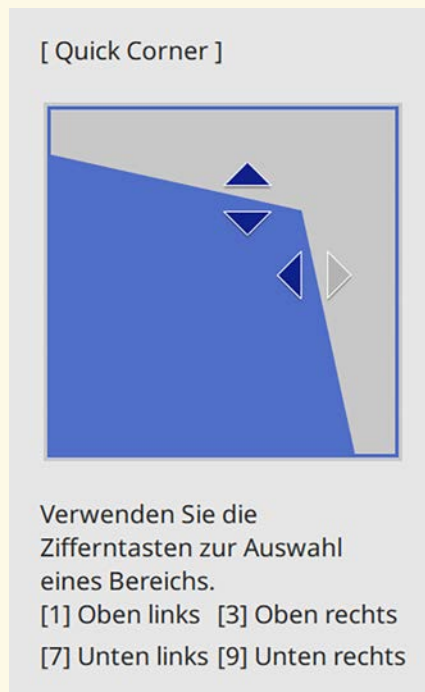 [ Quick Corner ]
Verwenden Sie die
Zifferntasten zur Auswahl
eines Bereichs.
[1] Oben links [3] Oben rechts
[7] Unten links [9] Unten rechts